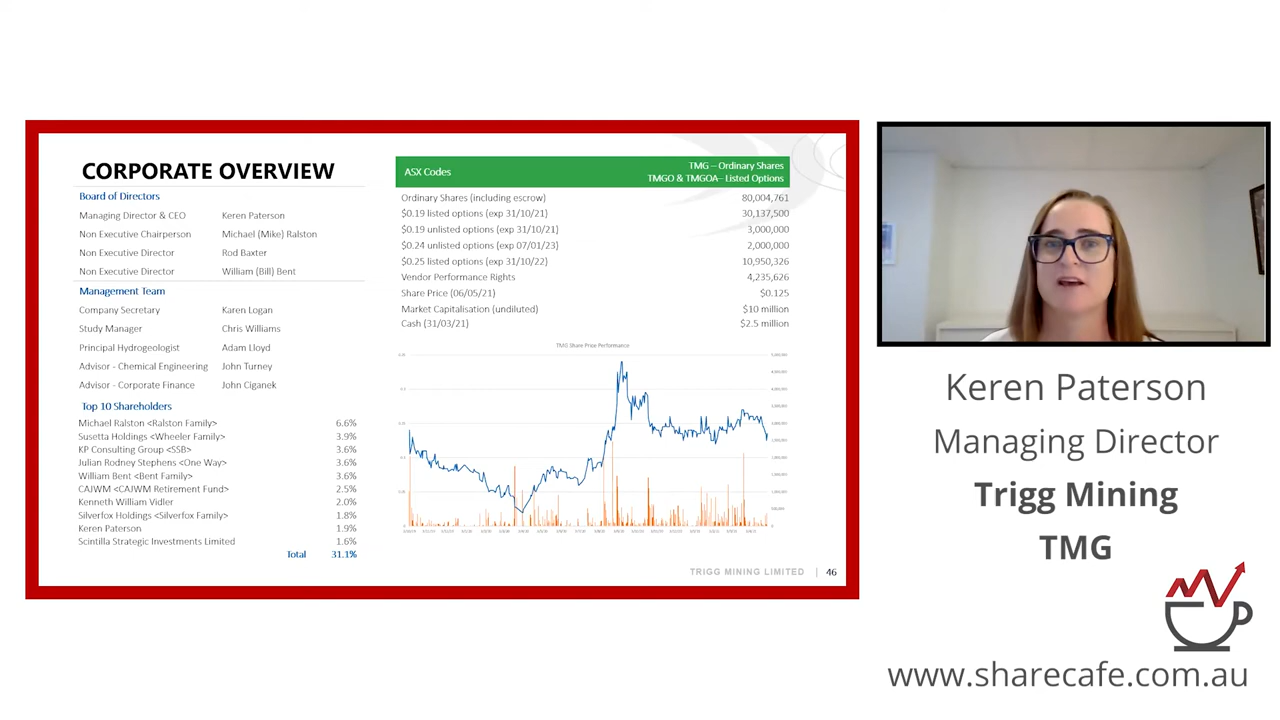 CORPORATE OVERVIEW
Board of Directors
Managing Director & CEO Keren Paterson
Non Executive Chairperson Michael (Mike) Ralston
Non Executive Director Rod Baxter
Non Executive Director William (Bill) Bent
Management Team
Company Secretary Karen Logan
Study Manager Chris Williams
Principal Hydrogeologist Adam Lloyd
Advisor - Chemical Engineering John Turney
Advisor - Corporate Finance John Ciganek
Top 10 Shareholders
Michael Ralston <Ralston Family> 6.6%
Susetta Holdings <Wheeler Family> 3.9%
KP Consulting Group <SSB> 3.6%
Julian Rodney Stephens <One Way> 3.6%
William Bent <Bent Family> 3.6%
CAJWM <CAJWM Retirement Fund> 2.5%
Kenneth William Vidler 2.0%
Silverfox Holdings <Silverfox Family> 1.8%
Keren Paterson 1.9%
Scintilla Strategic Investments Limited 1.6%
Total 31.1%
ASX Codes
TMG – Ordinary Shares
TMGO & TMGOA– Listed Options
Ordinary Shares (including escrow) 80,004,761
$0.19 listed options (exp 31/10/21) 30,137,500
$0.19 unlisted options (exp 31/10/21) 3,000,000
$0.24 unlisted options (exp 07/01/23) 2,000,000
$0.25 listed options (exp 31/10/22) 10,950,326
Vendor Performance Rights 4,235,626
Share Price (06/05/21) $0.125
Market Capitalisation (undiluted) $10 million
Cash (31/03/21) $2.5 million
TMG Share Price Performance
TRIGG MINING LIMITED | 46
Keren Paterson
Managing Director
Trigg Mining
TMG
www.sharecafe.com.au